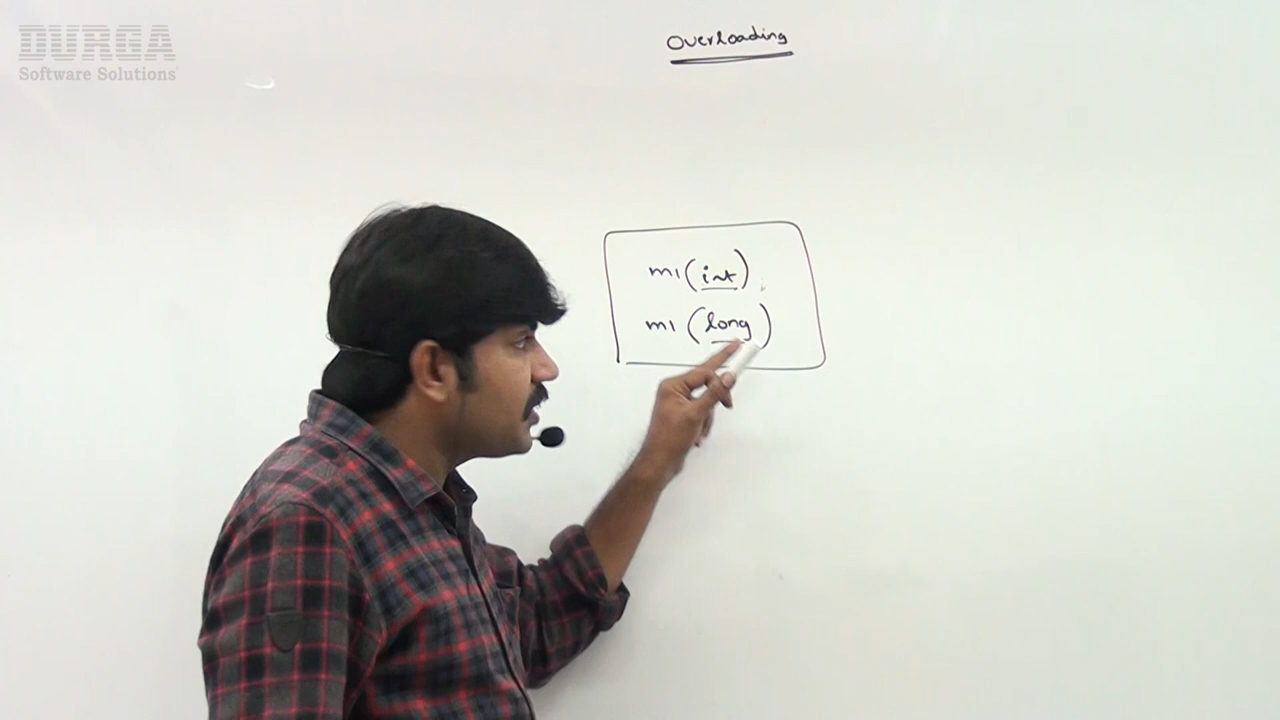 DURGA
Software Solutions
Overloading
m1(int)
m1(long)